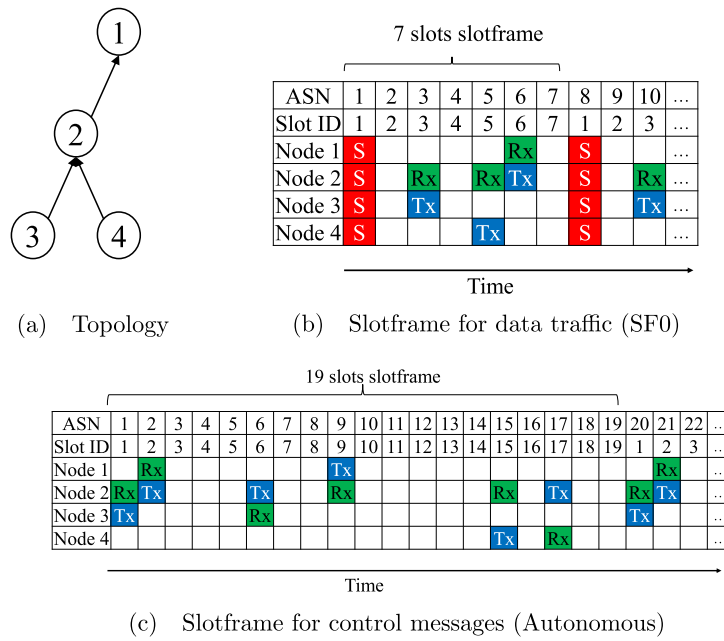 1
2
3 4
(a) Topology
7 slots slotframe
ASN 1 2 3 4 5 6 7 8 9 10 ...
Slot ID 1 2 3 4 5 6 7 1 2 3 ...
Node 1 S Rx S ...
Node 2 S Rx Rx Tx S Rx ...
Node 3 S Tx S Tx ...
Node 4 S Tx S ...
Time
(b) Slotframe for data traffic (SF0)
19 slots slotframe
ASN 1 2 3 4 5 6 7 8 9 10 11 12 13 14 15 16 17 18 19 20 21 22 ..
Slot ID 1 2 3 4 5 6 7 8 9 10 11 12 13 14 15 16 17 18 19 1 2 3 ..
Node 1 Rx Tx Rx ..
Node 2 Rx Tx Tx Rx Rx Tx Rx Tx ..
Node 3 Tx Rx Tx ..
Node 4 Tx Rx ..
Time
(c) Slotframe for control messages (Autonomous)